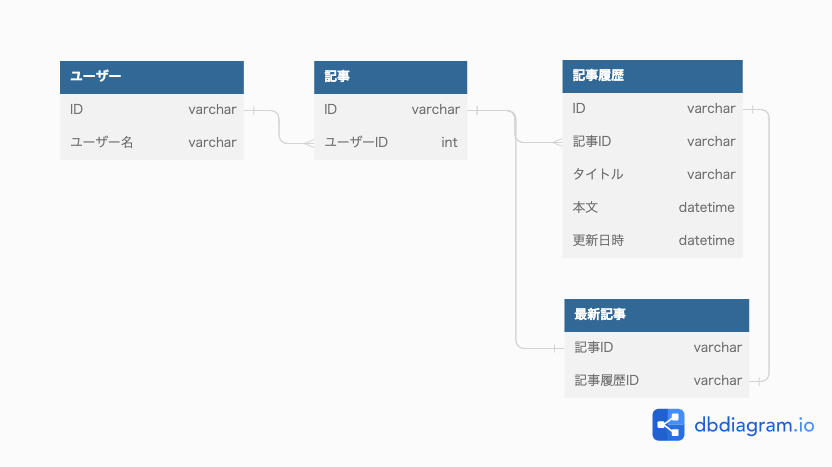 ユーザー
ID varchar
ユーザー名 varchar
記事
ID varchar
ユーザーID int
記事履歴
ID varchar
記事ID varchar
タイトル varchar
本文 datetime
更新日時 datetime
最新記事
記事ID varchar
記事履歴ID varchar
dbdiagram.io